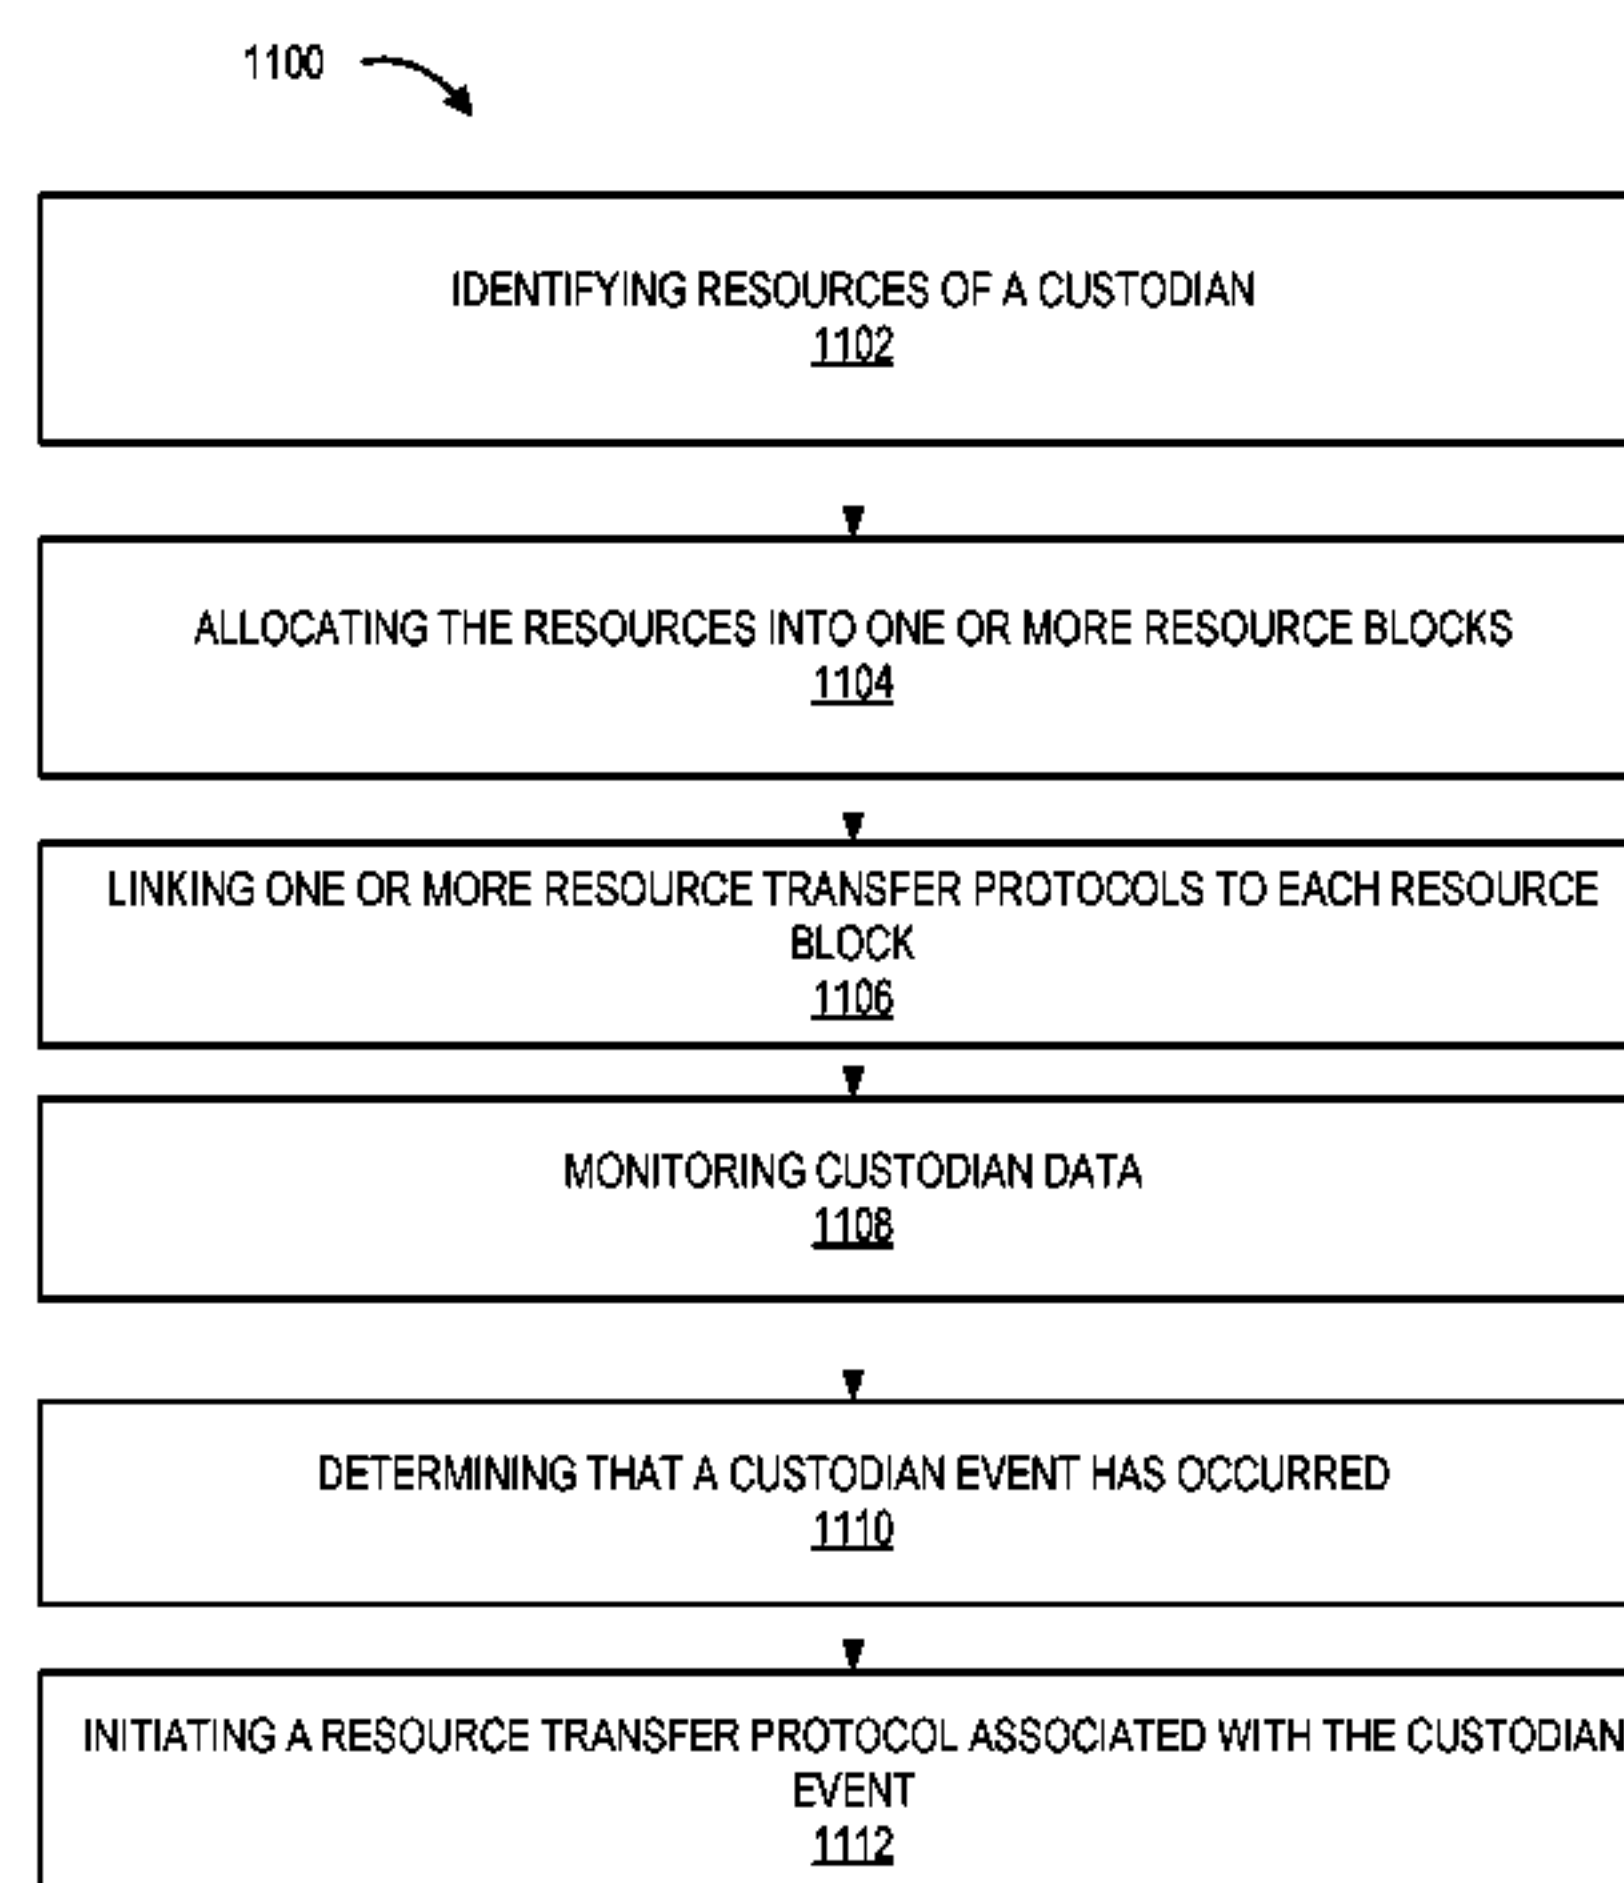 1100
IDENTIFYING RESOURCES OF A CUSTODIAN
1102
ALLOCATING THE RESOURCES INTO ONE OR MORE RESOURCE BLOCKS
1104
LINKING ONE OR MORE RESOURCE TRANSFER PROTOCOLS TO EACH RESOURCE
BLOCK
1106
MONITORING CUSTODIAN DATA
1108
DETERMINING THAT A CUSTODIAN EVENT HAS OCCURRED
1110
INITIATING A RESOURCE TRANSFER PROTOCOL ASSOCIATED WITH THE CUSTODIAN
EVENT
1112